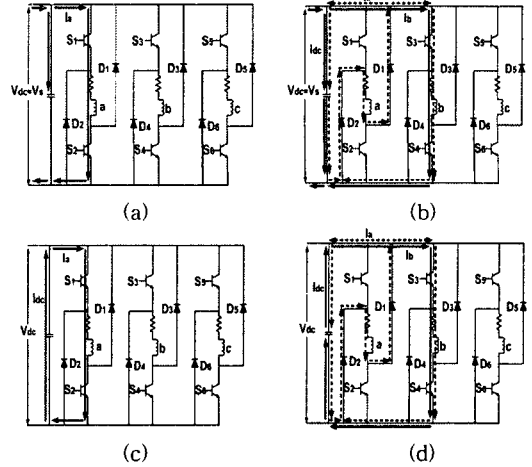 Ia
S1
S3
S5
D1
D3
D5
Vdc=Vs
a
b
c
D2
D4
D6
S2
S4
S6
(a)
Ia
Ib
Idc
S1
S3
S5
D1
D3
D5
Vdc=Vs
a
b
c
D2
D4
D6
S2
S4
S6
(b)
Ia
Idc
S1
S3
S5
D1
D3
D5
Vdc
a
b
c
D2
D4
D6
S2
S4
S6
(c)
Ia
Ib
Idc
S1
S3
S5
D1
D3
D5
Vdc
a
b
c
D2
D4
D6
S2
S4
S6
(d)